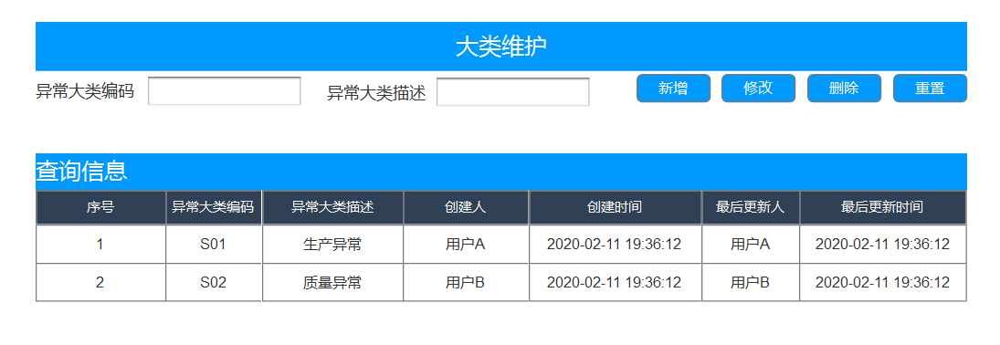 大类维护
异常大类编码 异常大类描述 新增 修改 删除 重置
查询信息
序号 异常大类编码 异常大类描述 创建人 创建时间 最后更新人 最后更新时间
1 S01 生产异常 用户A 2020-02-11 19:36:12 用户A 2020-02-11 19:36:12
2 S02 质量异常 用户B 2020-02-11 19:36:12 用户B 2020-02-11 19:36:12